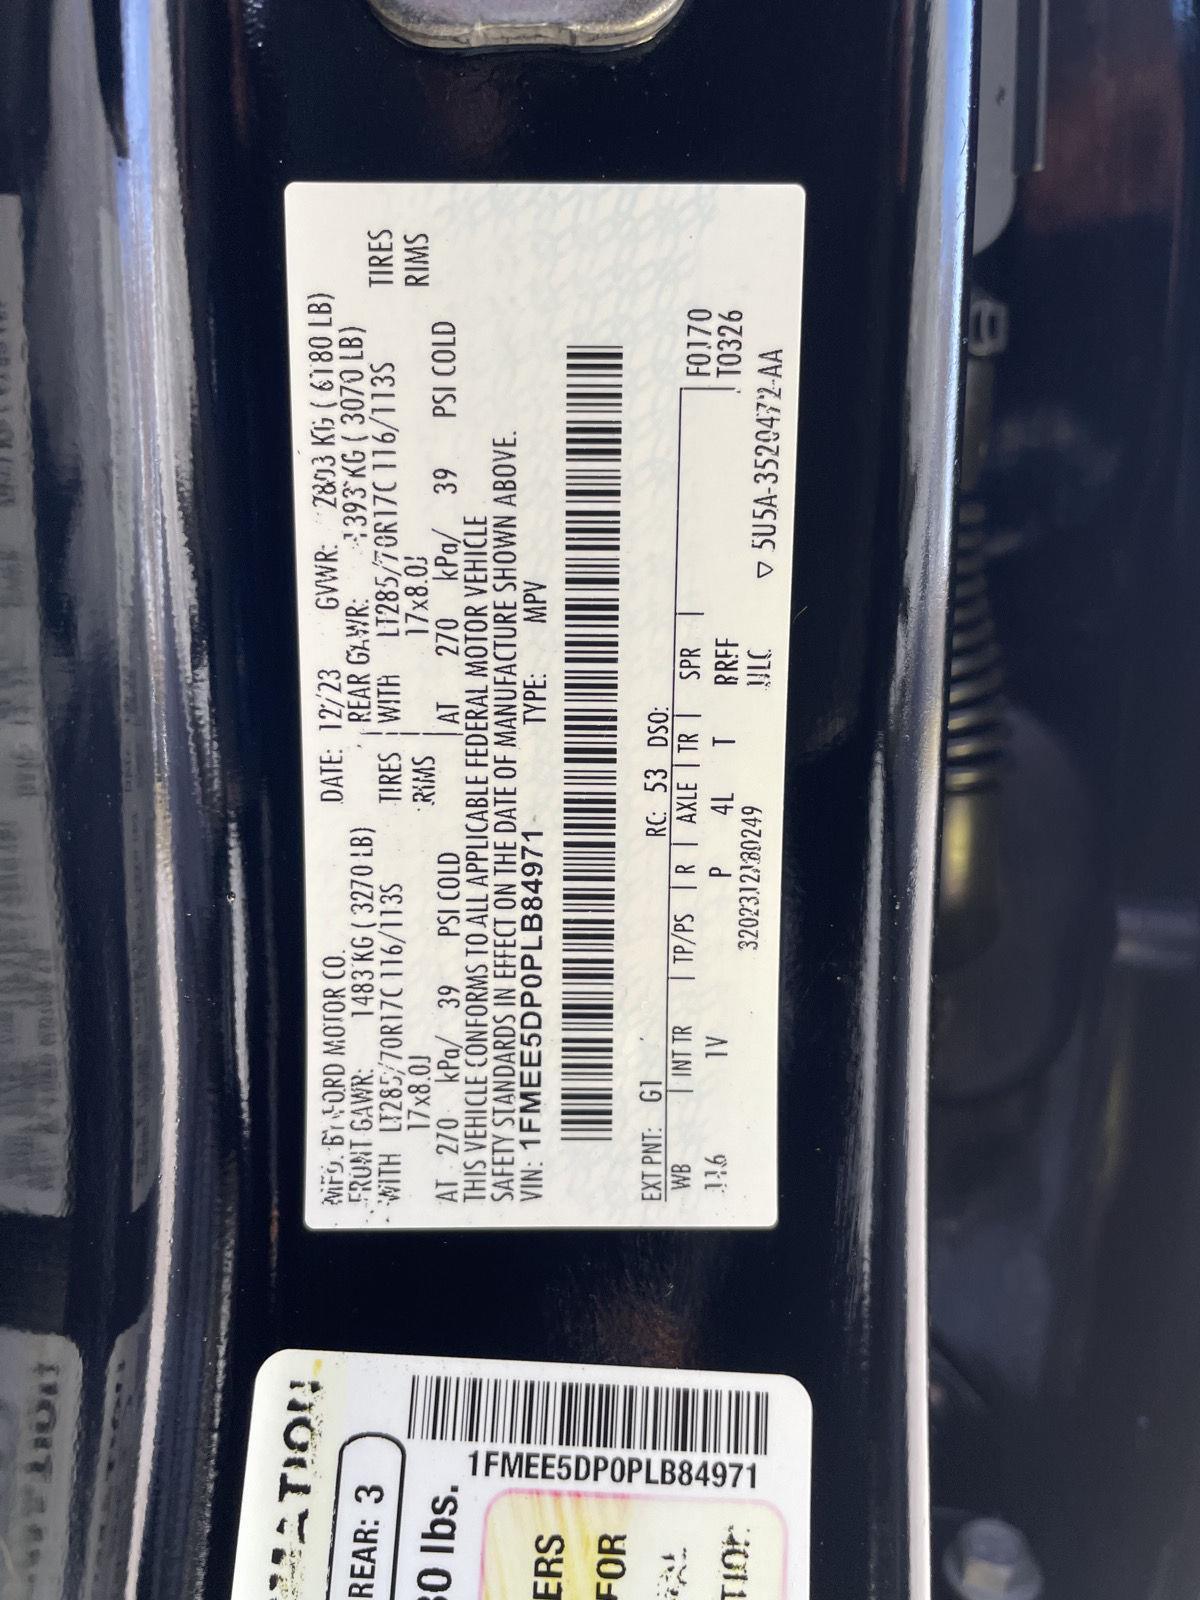 MFD. BY FORD MOTOR CO. DATE: 12/23 GVWR: 2803 KG ( 6180 LB)
FRONT GAWR: 1483 KG ( 3270 LB) REAR GAWR: 1393 KG ( 3070 LB)
WITH LT285/70R17C 116/113S TIRES WITH LT285/70R17C 116/113S TIRES
17x8.0J RIMS 17x8.0J RIMS
AT 270 kPa/ 39 PSI COLD AT 270 kPa/ 39 PSI COLD
THIS VEHICLE CONFORMS TO ALL APPLICABLE FEDERAL MOTOR VEHICLE
SAFETY STANDARDS IN EFFECT ON THE DATE OF MANUFACTURE SHOWN ABOVE.
VIN: 1FMEE5DP0PLB84971 TYPE: MPV
EXT PNT: G1 RC: 53 DSO:
WB INT TR TP/PS R AXLE TR SPR F0170
116 1V P 4L T RRFF T0326
ULC
5U5A-3520472-AA
REAR: 3
lbs.
1FMEE5DP0PLB84971
FOR